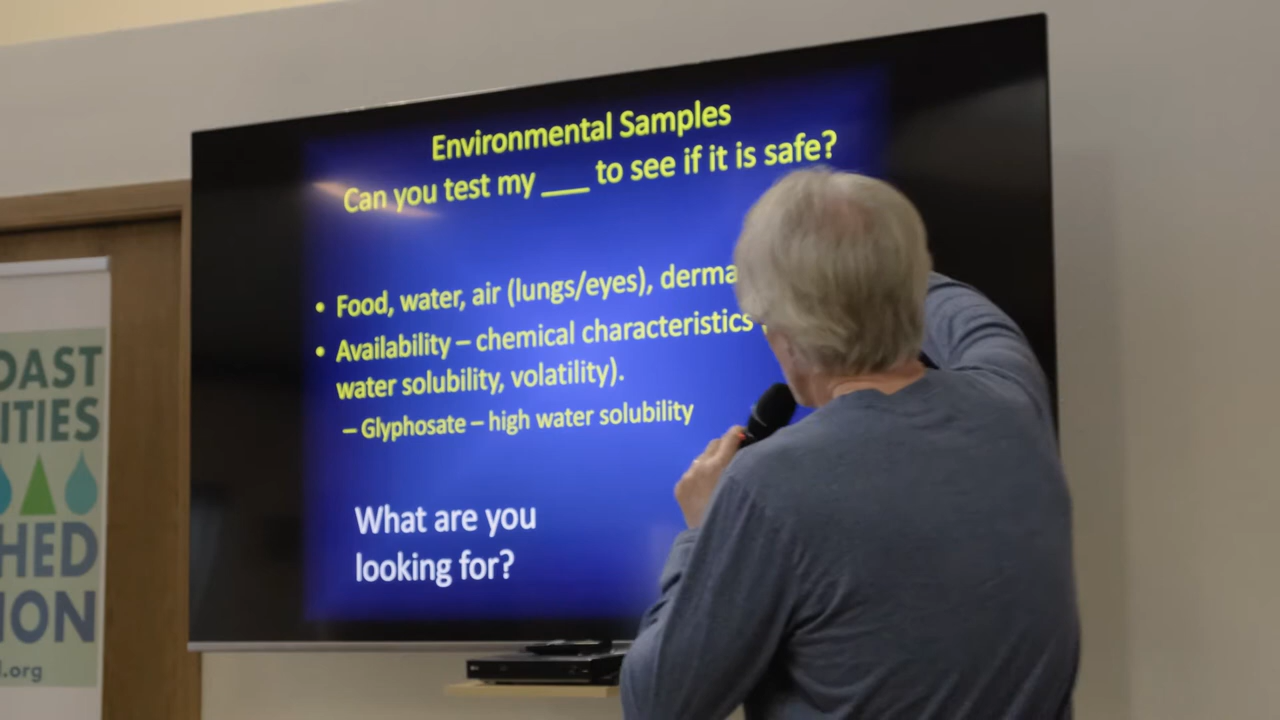 Environmental Samples
Can you test my ___ to see if it is safe?
• Food, water, air (lungs/eyes), derma
• Availability – chemical characteristics
water solubility, volatility).
– Glyphosate – high water solubility
What are you
looking for?
OAST
ITIES
HED
ION
.org